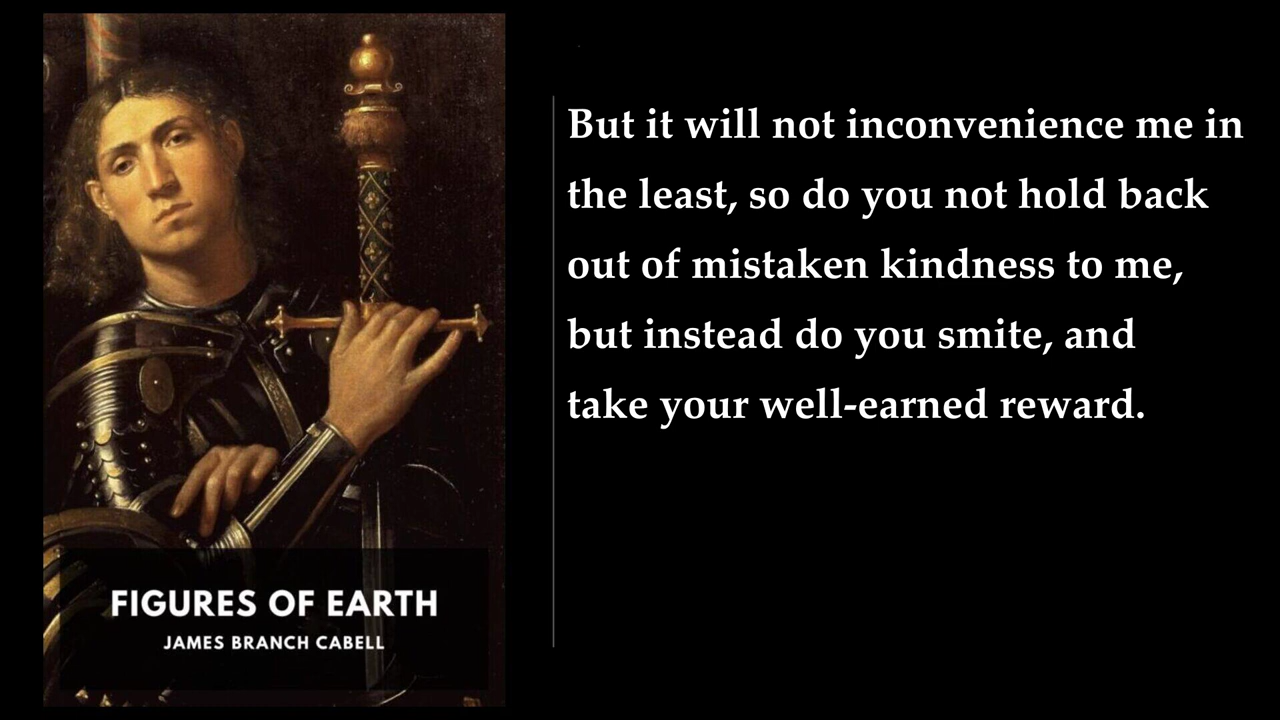 FIGURES OF EARTH
JAMES BRANCH CABELL
But it will not inconvenience me in
the least, so do you not hold back
out of mistaken kindness to me,
but instead do you smite, and
take your well-earned reward.